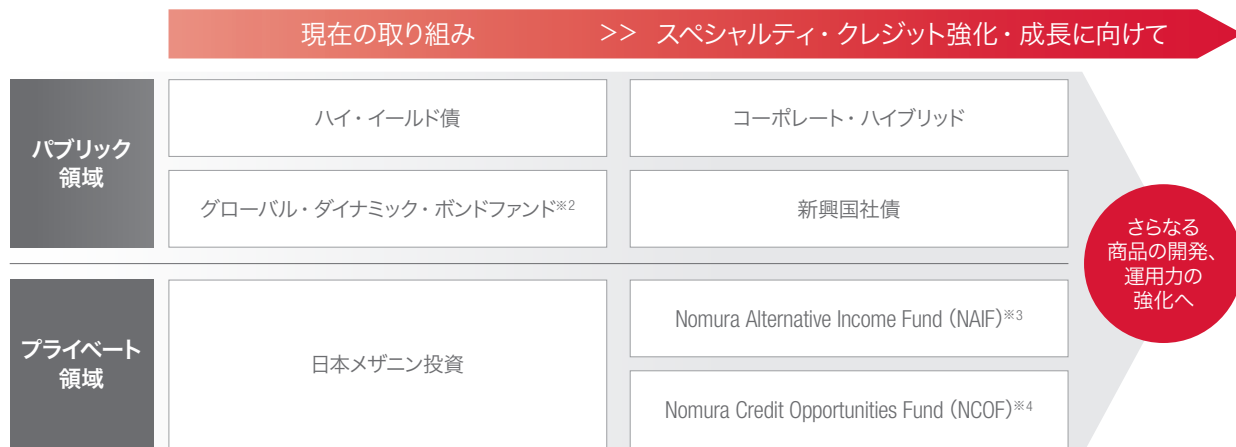 現在の取り組み >> スペシャルティ・クレジット強化・成長に向けて
パブリック
領域
ハイ・イールド債
コーポレート・ハイブリッド
グローバル・ダイナミック・ボンドファンド※2
新興国社債
プライベート
領域
日本メザニン投資
Nomura Alternative Income Fund（NAIF）※3
Nomura Credit Opportunities Fund（NCOF）※4
さらなる
商品の開発、
運用力の
強化へ